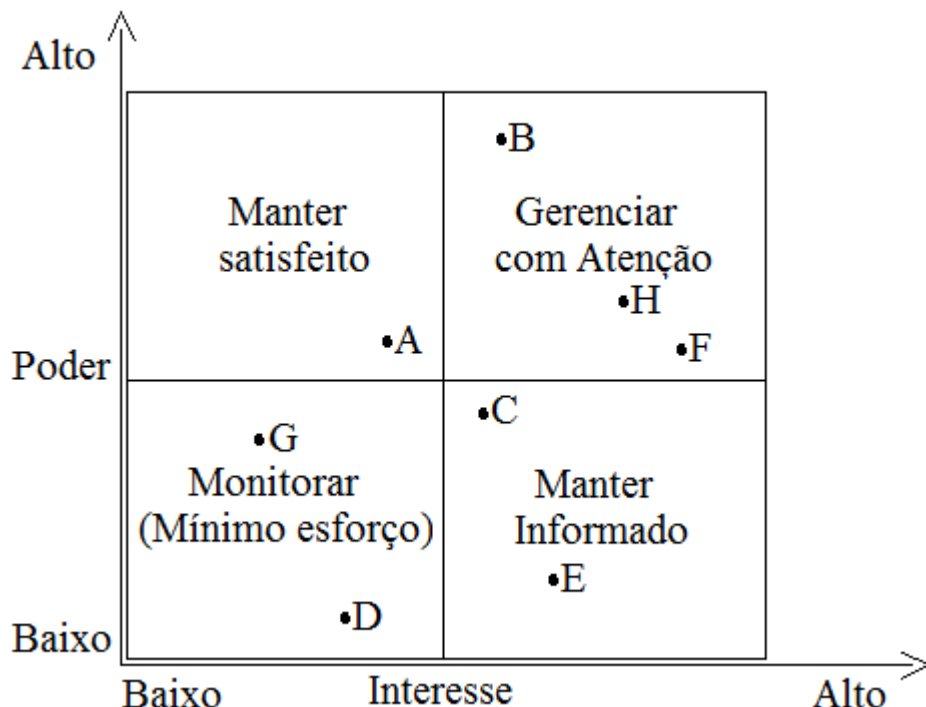 Alto
B
Manter
satisfeito
Gerenciar
com Atenção
H
A
F
Poder
C
G
Monitorar
(Mínimo esforço)
Manter
Informado
E
D
Baixo
Baixo
Interesse
Alto